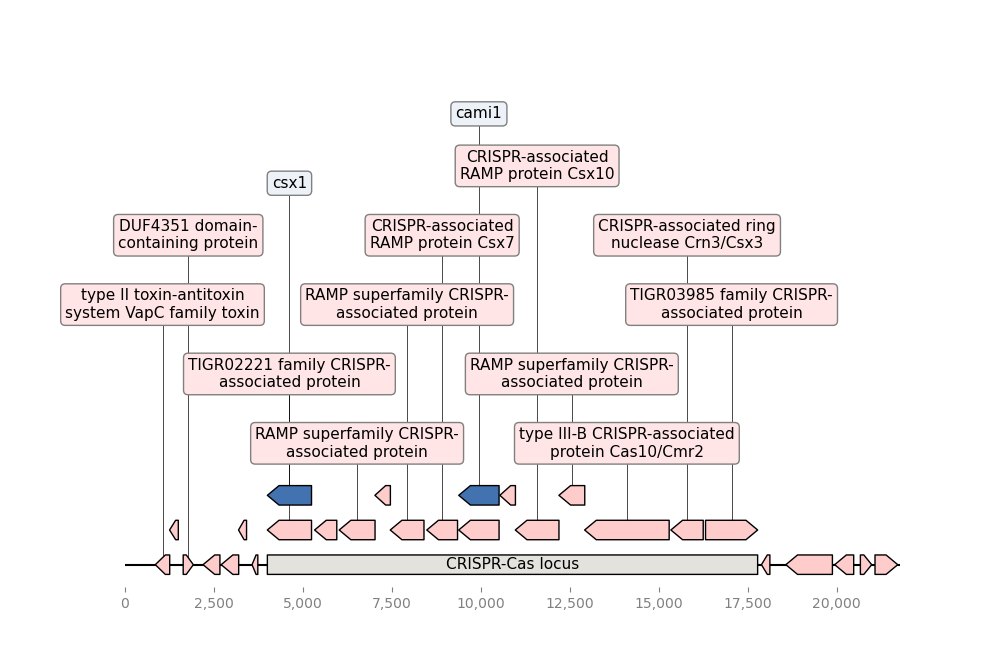 cami1
CRISPR-associated
RAMP protein Csx10
csx1
DUF4351 domain-
containing protein
CRISPR-associated
RAMP protein Csx7
CRISPR-associated ring
nuclease Crn3/Csx3
type II toxin-antitoxin
system VapC family toxin
RAMP superfamily CRISPR-
associated protein
TIGR03985 family CRISPR-
associated protein
TIGR02221 family CRISPR-
associated protein
RAMP superfamily CRISPR-
associated protein
RAMP superfamily CRISPR-
associated protein
type III-B CRISPR-associated
protein Cas10/Cmr2
CRISPR-Cas locus
0 2,500 5,000 7,500 10,000 12,500 15,000 17,500 20,000